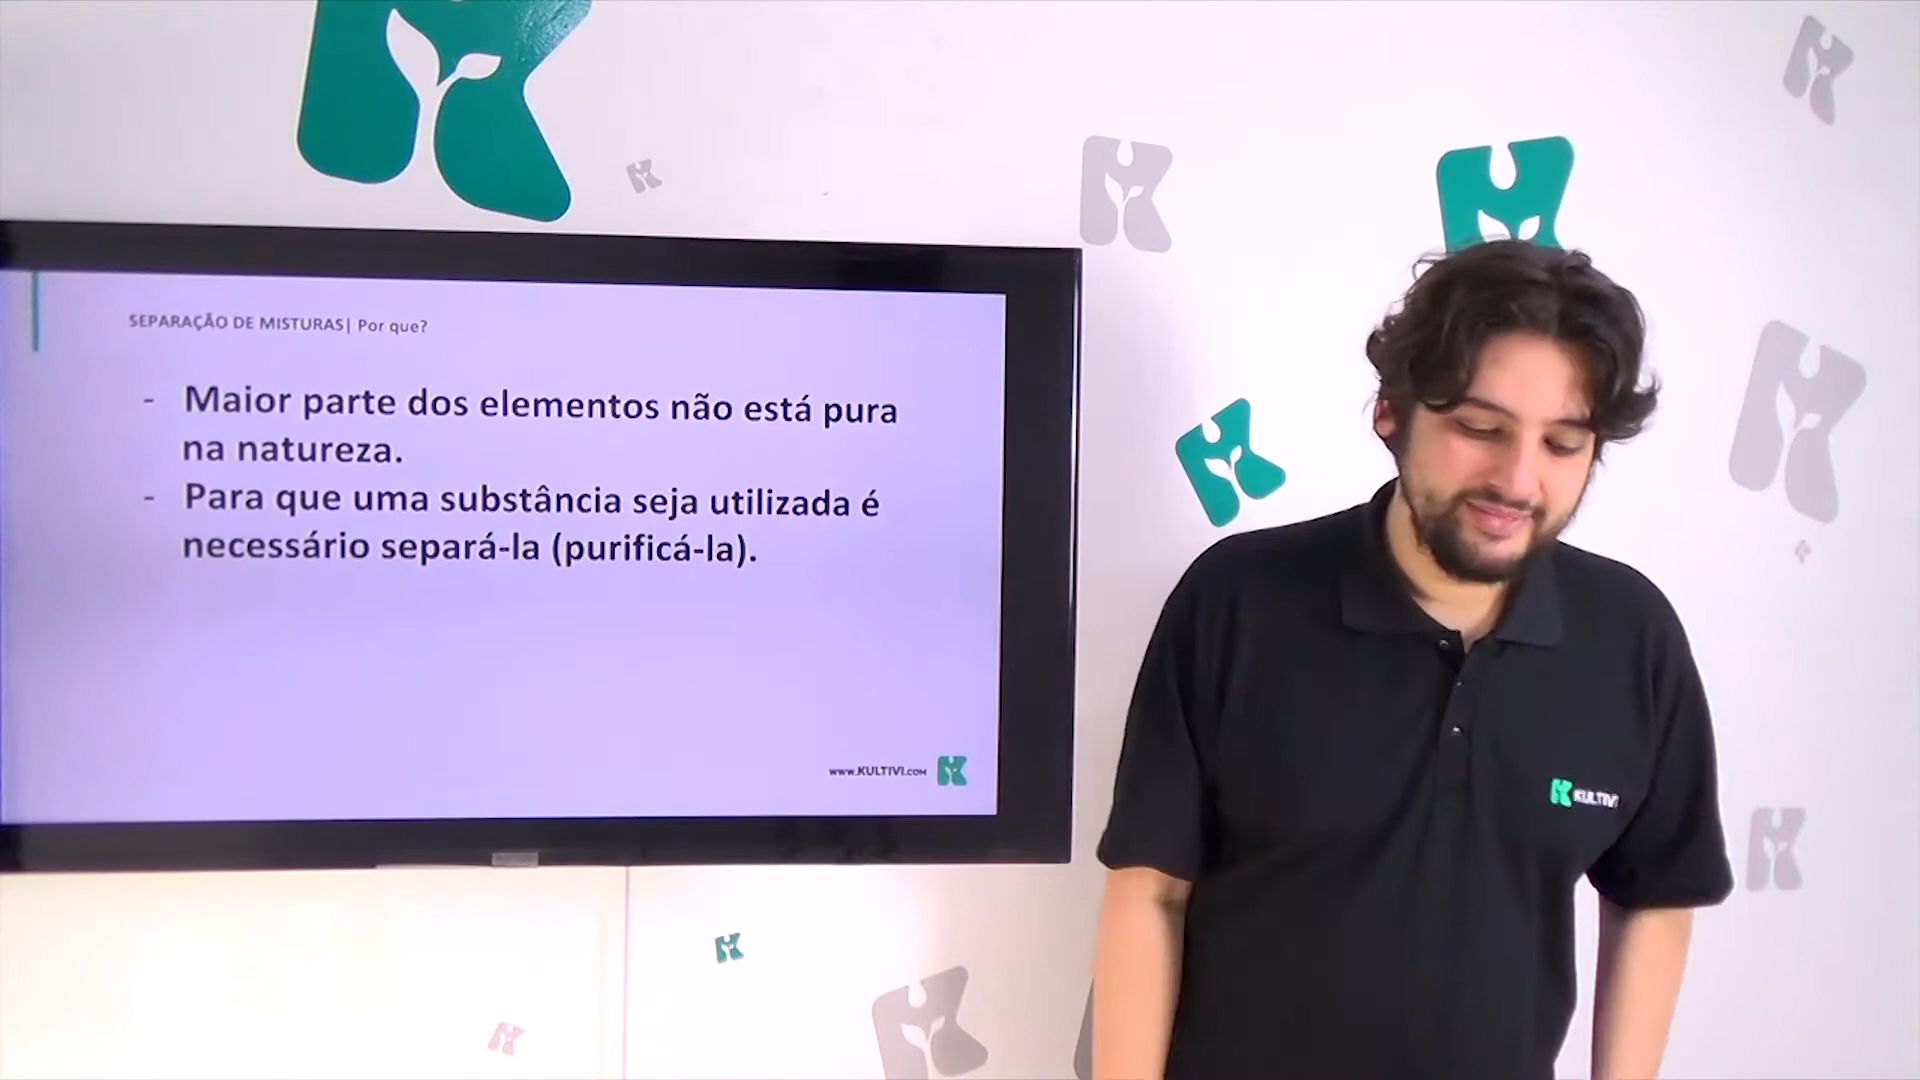 SEPARAÇÃO DE MISTURAS| Por que?
- Maior parte dos elementos não está pura
na natureza.
- Para que uma substância seja utilizada é
necessário separá-la (purificá-la).
www.KULTIVI.COM
KULTIVI